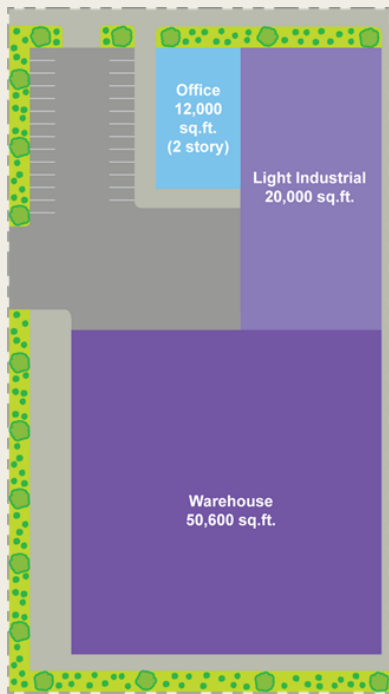 Office
12,000
sq.ft.
(2 story)
Light Industrial
20,000 sq.ft.
Warehouse
50,600 sq.ft.